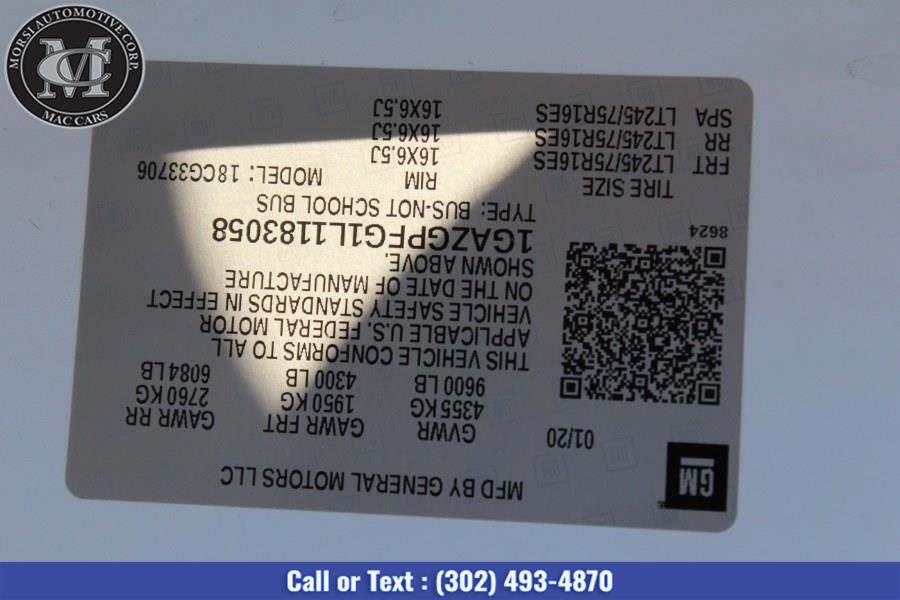 MORSI AUTOMOTIVE CORP.
MC
MAC CARS
GM
MFD BY GENERAL MOTORS LLC
01/20
GVWR GAWR FRT GAWR RR
4355 KG 1950 KG 2760 KG
9600 LB 4300 LB 6084 LB
THIS VEHICLE CONFORMS TO ALL
APPLICABLE U.S. FEDERAL MOTOR
VEHICLE SAFETY STANDARDS IN EFFECT
ON THE DATE OF MANUFACTURE
SHOWN ABOVE.
1GAZGPFG1L1183058
8624
TYPE: BUS-NOT SCHOOL BUS
TIRE SIZE RIM MODEL: 18CG33706
FRT LT245/75R16ES 16X6.5J
RR LT245/75R16ES 16X6.5J
SPA LT245/75R16ES 16X6.5J
Call or Text : (302) 493-4870